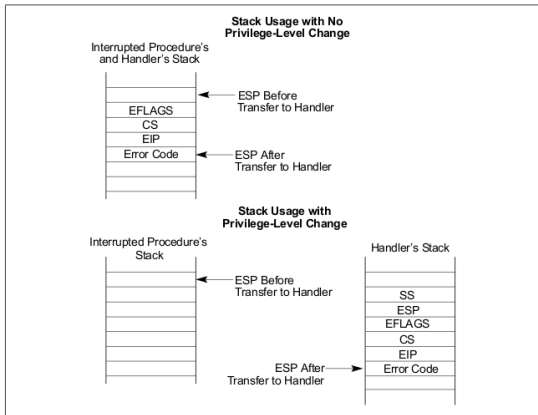 Stack Usage with No
Privilege-Level Change
Interrupted Procedure's
and Handler's Stack
ESP Before
Transfer to Handler
EFLAGS
CS
EIP
Error Code
ESP After
Transfer to Handler
Stack Usage with
Privilege-Level Change
Interrupted Procedure's
Stack
Handler's Stack
ESP Before
Transfer to Handler
SS
ESP
EFLAGS
CS
EIP
ESP After
Transfer to Handler
Error Code